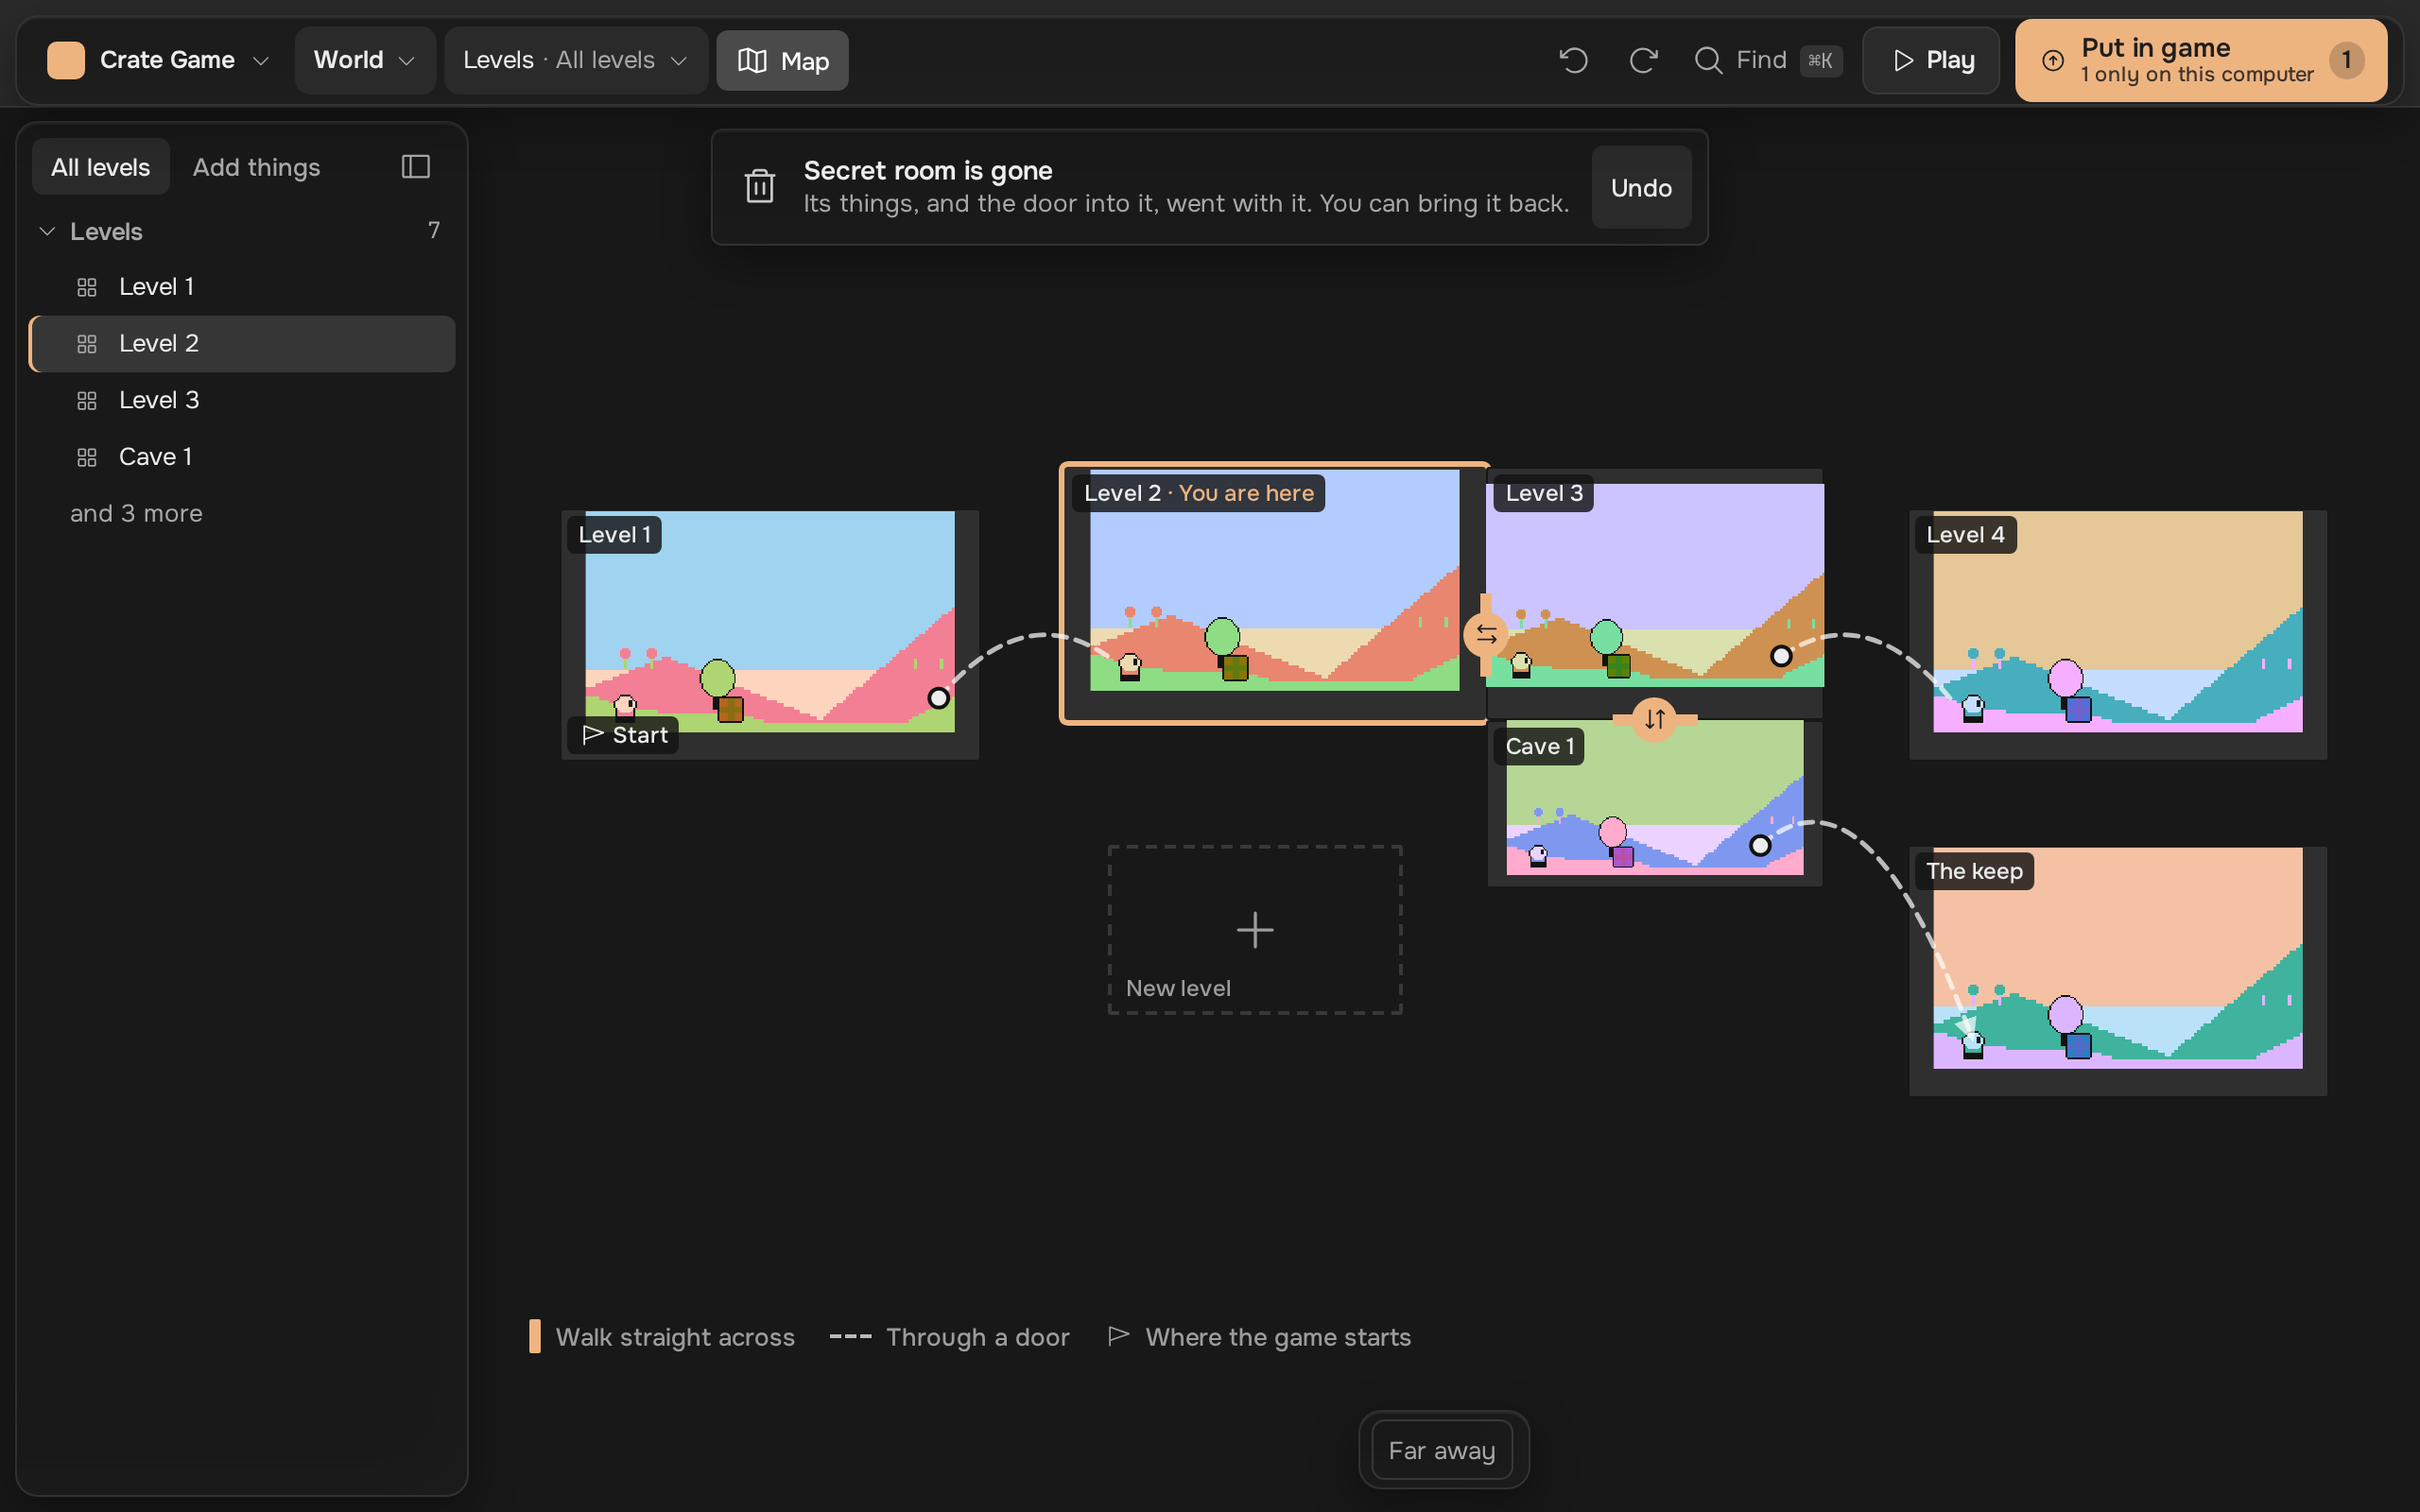 Crate Game
World
Levels · All levels
Map
Find ⌘K
Play
Put in game
1 only on this computer
1
All levels
Add things
Secret room is gone
Its things, and the door into it, went with it. You can bring it back.
Undo
Levels 7
Level 1
Level 2
Level 3
Cave 1
and 3 more
Level 2 · You are here
Level 3
Level 1
Level 4
Start
Cave 1
The keep
New level
Walk straight across
Through a door
Where the game starts
Far away